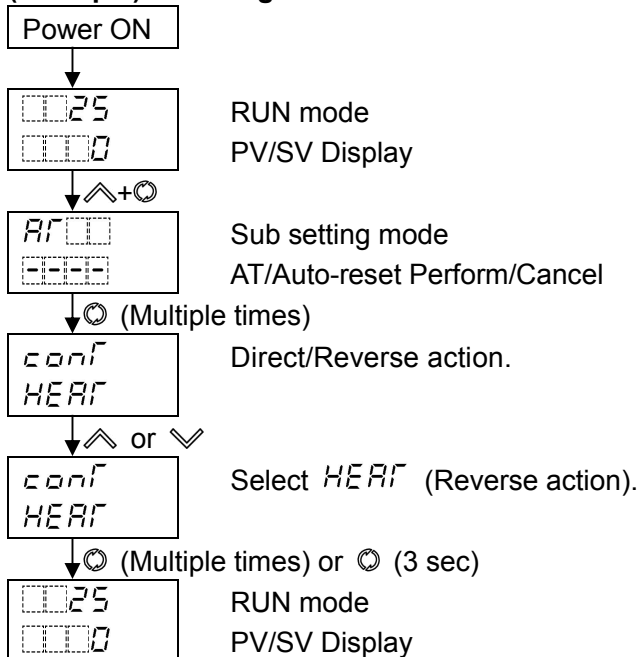 Power ON
25 RUN mode
0 PV/SV Display
+
AT Sub setting mode
---- AT/Auto-reset Perform/Cancel
(Multiple times)
conT Direct/Reverse action.
HEAT
or
conT Select HEAT (Reverse action).
HEAT
(Multiple times) or (3 sec)
25 RUN mode
0 PV/SV Display